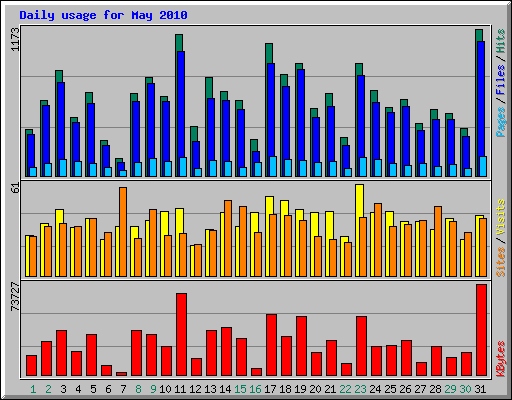 Daily usage for May 2010
1173
Pages / Files / Hits
61
Sites / Visits
73727
KBytes
1 2 3 4 5 6 7 8 9 10 11 12 13 14 15 16 17 18 19 20 21 22 23 24 25 26 27 28 29 30 31